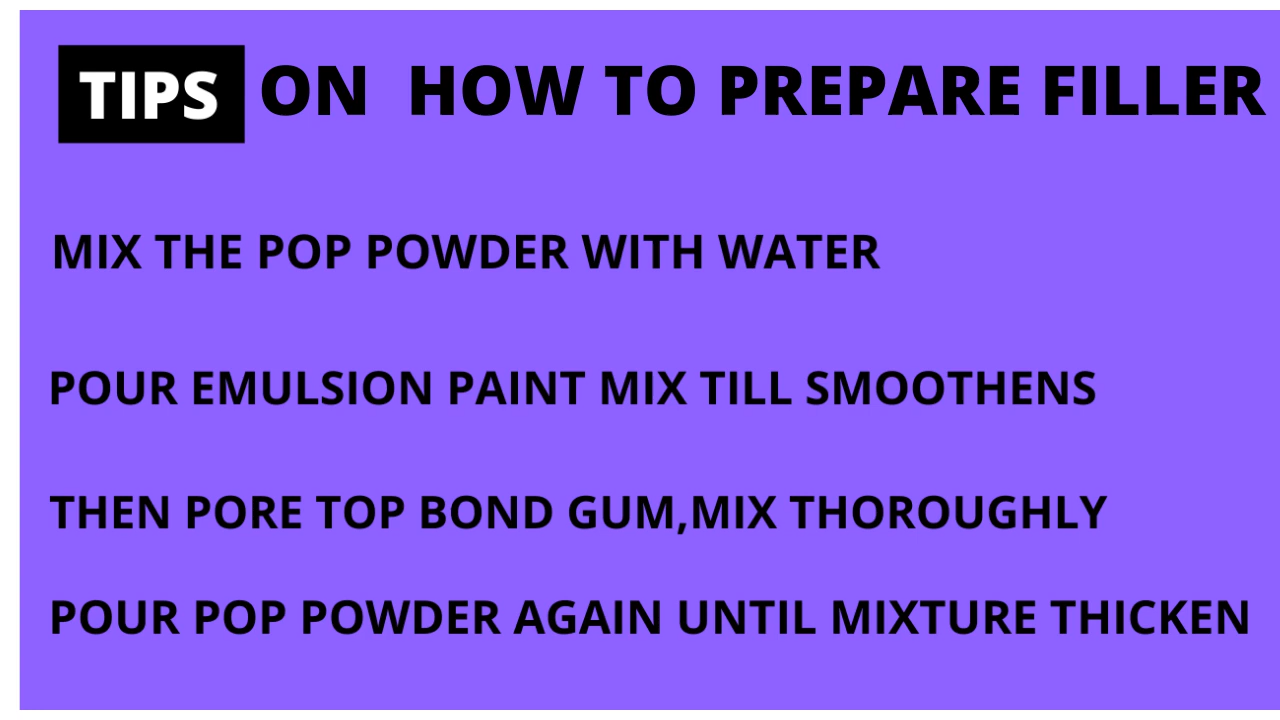 TIPS ON HOW TO PREPARE FILLER
MIX THE POP POWDER WITH WATER
POUR EMULSION PAINT MIX TILL SMOOTHENS
THEN PORE TOP BOND GUM,MIX THOROUGHLY
POUR POP POWDER AGAIN UNTIL MIXTURE THICKEN